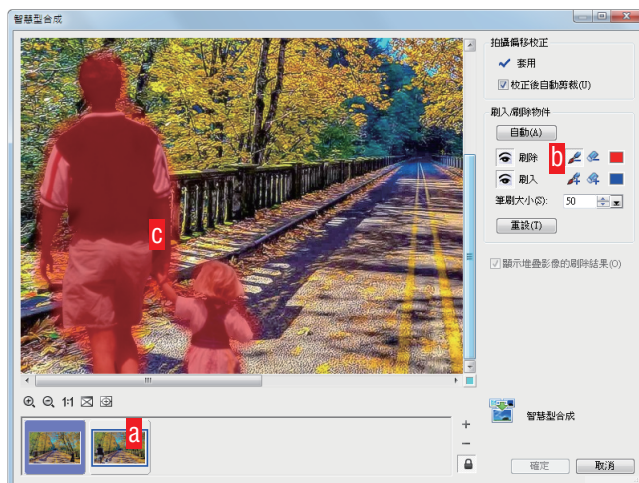 智慧型合成
拍攝偏移校正
套用
校正後自動剪裁(U)
刷入/刷除物件
自動(A)
刷除
b
刷入
筆刷大小(S): 50
重設(T)
c
顯示堆疊影像的刷除結果(O)
1:1
a
智慧型合成
確定
取消